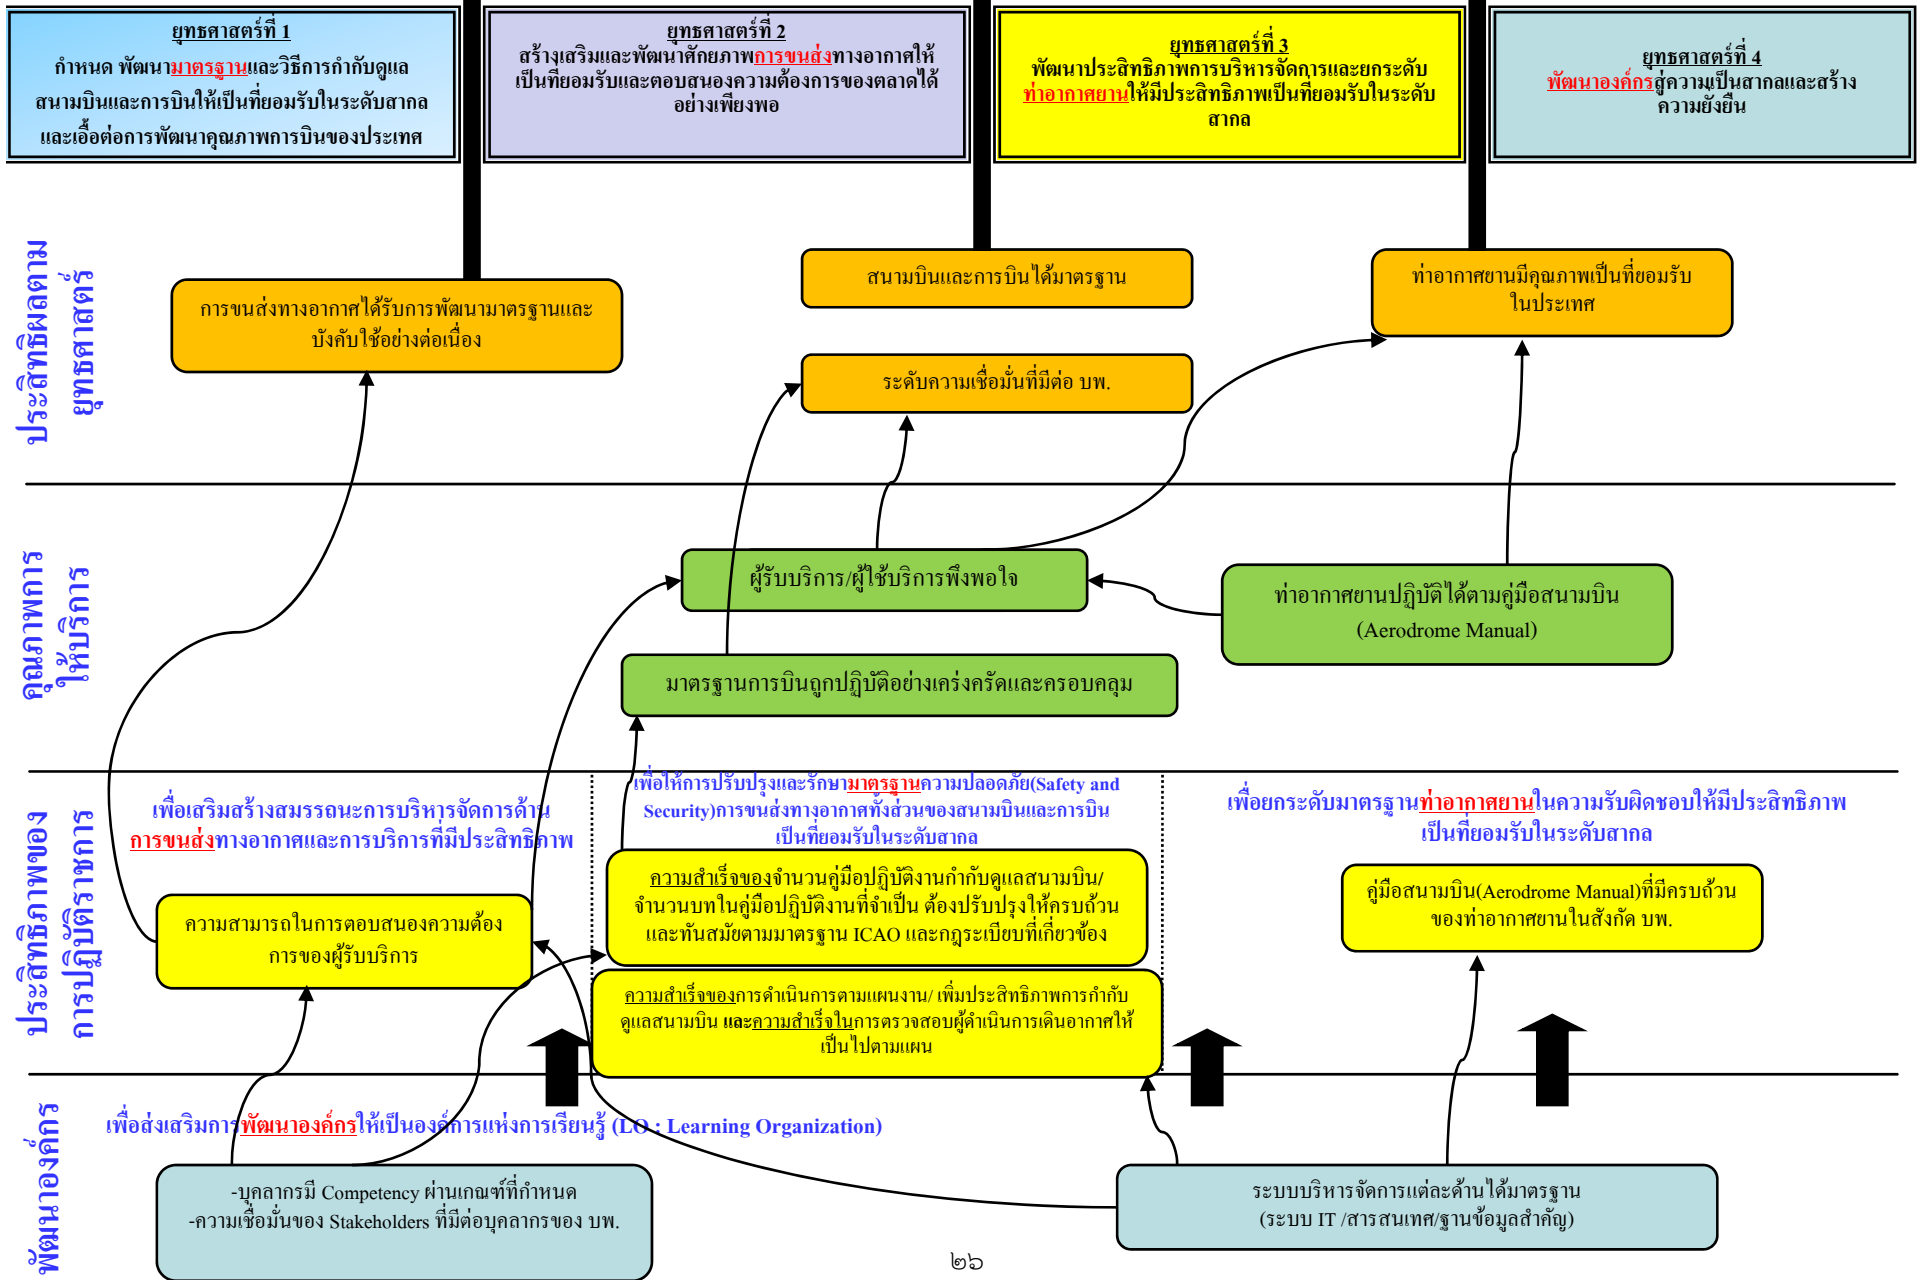 ยุทธศาสตร์ที่ 1
กำหนด พัฒนามาตรฐานและวิธีการกำกับดูแล
สนามบินและการบินให้เป็นที่ยอมรับในระดับสากล
และเอื้อต่อการพัฒนาคุณภาพการบินของประเทศ
ยุทธศาสตร์ที่ 2
สร้างเสริมและพัฒนาศักยภาพการขนส่งทางอากาศให้
เป็นที่ยอมรับและตอบสนองความต้องการของตลาดได้
อย่างเพียงพอ
ยุทธศาสตร์ที่ 3
พัฒนาประสิทธิภาพการบริหารจัดการและยกระดับ
ท่าอากาศยานให้มีประสิทธิภาพเป็นที่ยอมรับในระดับ
สากล
ยุทธศาสตร์ที่ 4
พัฒนาองค์กรสู่ความเป็นสากลและสร้าง
ความยั่งยืน
ประสิทธิผลตาม
ยุทธศาสตร์
การขนส่งทางอากาศได้รับการพัฒนามาตรฐานและ
บังคับใช้อย่างต่อเนื่อง
สนามบินและการบินได้มาตรฐาน
ระดับความเชื่อมั่นที่มีต่อ บพ.
ท่าอากาศยานมีคุณภาพเป็นที่ยอมรับ
ในประเทศ
คุณภาพการ
ให้บริการ
ผู้รับบริการ/ผู้ใช้บริการพึงพอใจ
ท่าอากาศยานปฏิบัติได้ตามคู่มือสนามบิน
(Aerodrome Manual)
มาตรฐานการบินถูกปฏิบัติอย่างเคร่งครัดและครอบคลุม
ประสิทธิภาพของ
การปฏิบัติราชการ
เพื่อเสริมสร้างสมรรถนะการบริหารจัดการด้าน
การขนส่งทางอากาศและการบริการที่มีประสิทธิภาพ
เพื่อให้การปรับปรุงและรักษามาตรฐานความปลอดภัย(Safety and
Security)การขนส่งทางอากาศทั้งส่วนของสนามบินและการบิน
เป็นที่ยอมรับในระดับสากล
เพื่อยกระดับมาตรฐานท่าอากาศยานในความรับผิดชอบให้มีประสิทธิภาพ
เป็นที่ยอมรับในระดับสากล
ความสามารถในการตอบสนองความต้อง
การของผู้รับบริการ
ความสำเร็จของจำนวนคู่มือปฏิบัติงานกำกับดูแลสนามบิน/
จำนวนบทในคู่มือปฏิบัติงานที่จำเป็น ต้องปรับปรุงให้ครบถ้วน
และทันสมัยตามมาตรฐาน ICAO และกฎระเบียบที่เกี่ยวข้อง
ความสำเร็จของการดำเนินการตามแผนงาน/ เพิ่มประสิทธิภาพการกำกับ
ดูแลสนามบิน และความสำเร็จในการตรวจสอบผู้ดำเนินการเดินอากาศให้
เป็นไปตามแผน
คู่มือสนามบิน(Aerodrome Manual)ที่มีครบถ้วน
ของท่าอากาศยานในสังกัด บพ.
พัฒนาองค์กร
เพื่อส่งเสริมการพัฒนาองค์กรให้เป็นองค์การแห่งการเรียนรู้ (LO : Learning Organization)
-บุคลากรมี Competency ผ่านเกณฑ์ที่กำหนด
-ความเชื่อมั่นของ Stakeholders ที่มีต่อบุคลากรของ บพ.
ระบบบริหารจัดการแต่ละด้านได้มาตรฐาน
(ระบบ IT /สารสนเทศ/ฐานข้อมูลสำคัญ)
๒๖